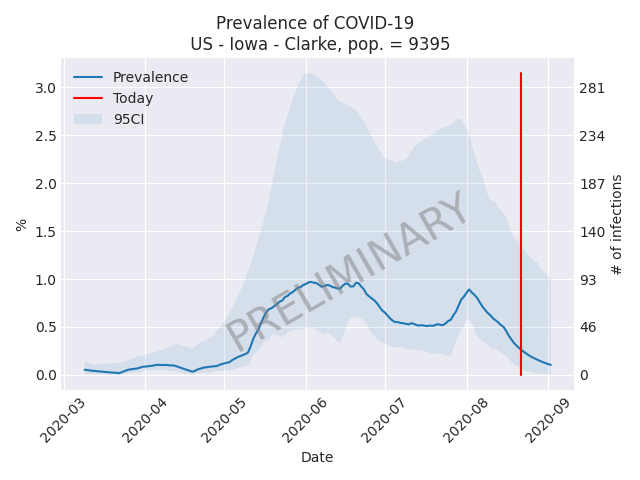 Prevalence of COVID-19
US - Iowa - Clarke, pop. = 9395
Prevalence
Today
95CI
PRELIMINARY
3.0
2.5
2.0
1.5
1.0
0.5
0.0
%
281
234
187
140
93
46
0
# of infections
2020-03
2020-04
2020-05
2020-06
2020-07
2020-08
2020-09
Date